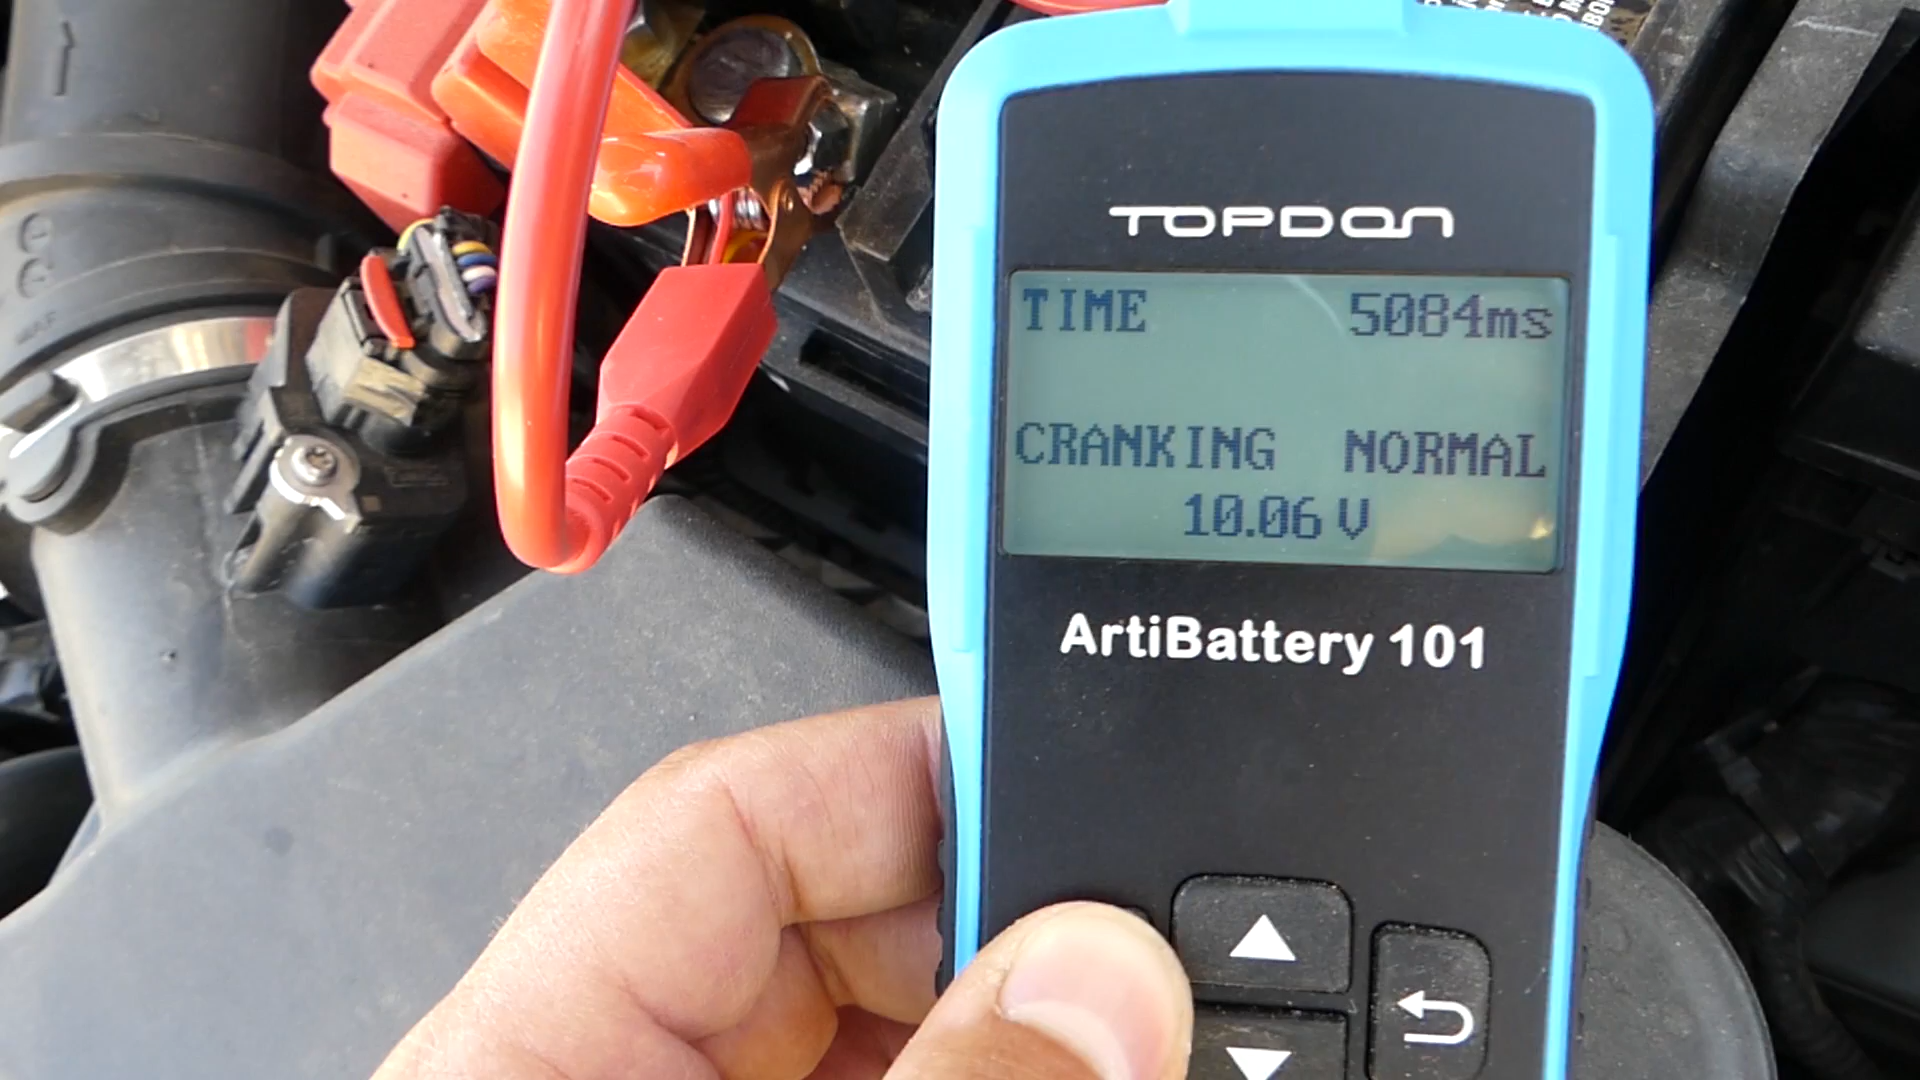 TOPDON
TIME 5084ms
CRANKING NORMAL
10.06 V
ArtiBattery 101